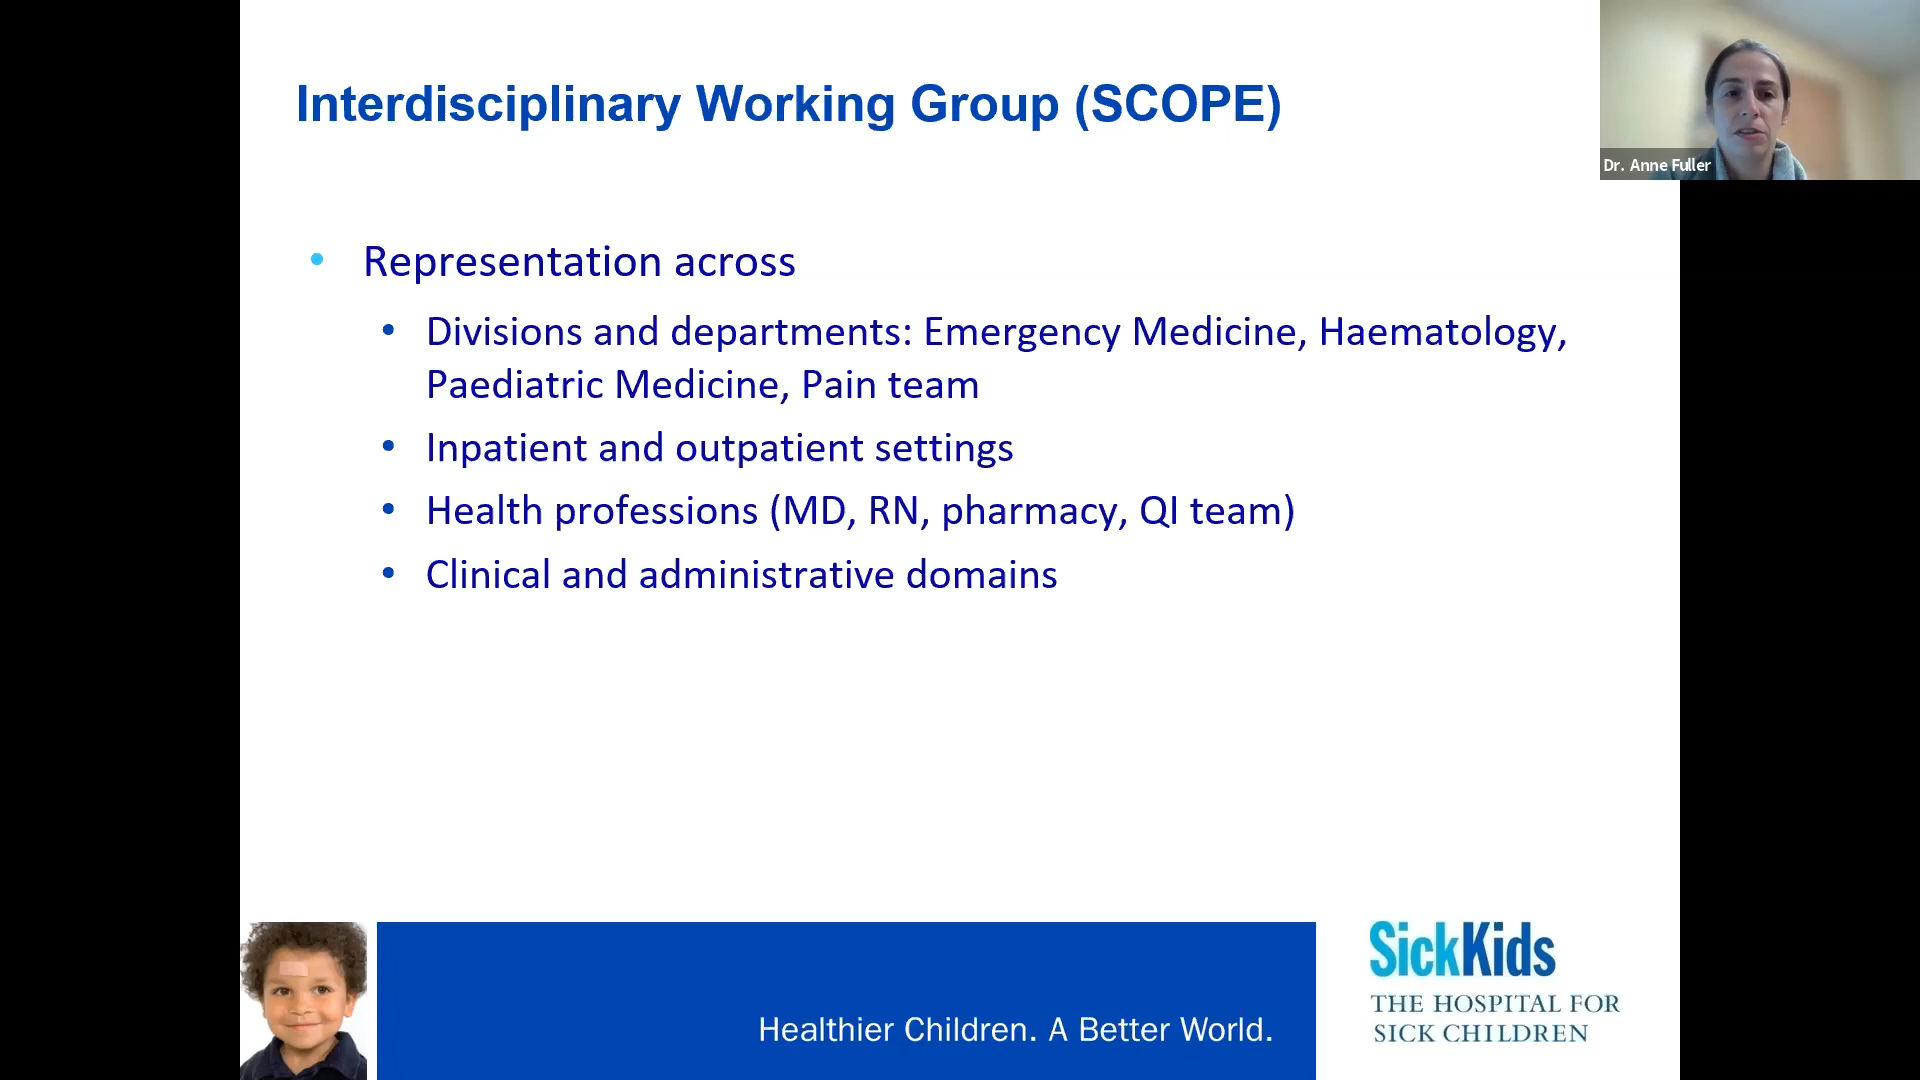 Interdisciplinary Working Group (SCOPE)
Dr. Anne Fuller
• Representation across
• Divisions and departments: Emergency Medicine, Haematology,
Paediatric Medicine, Pain team
• Inpatient and outpatient settings
• Health professions (MD, RN, pharmacy, QI team)
• Clinical and administrative domains
Healthier Children. A Better World.
SickKids
THE HOSPITAL FOR
SICK CHILDREN